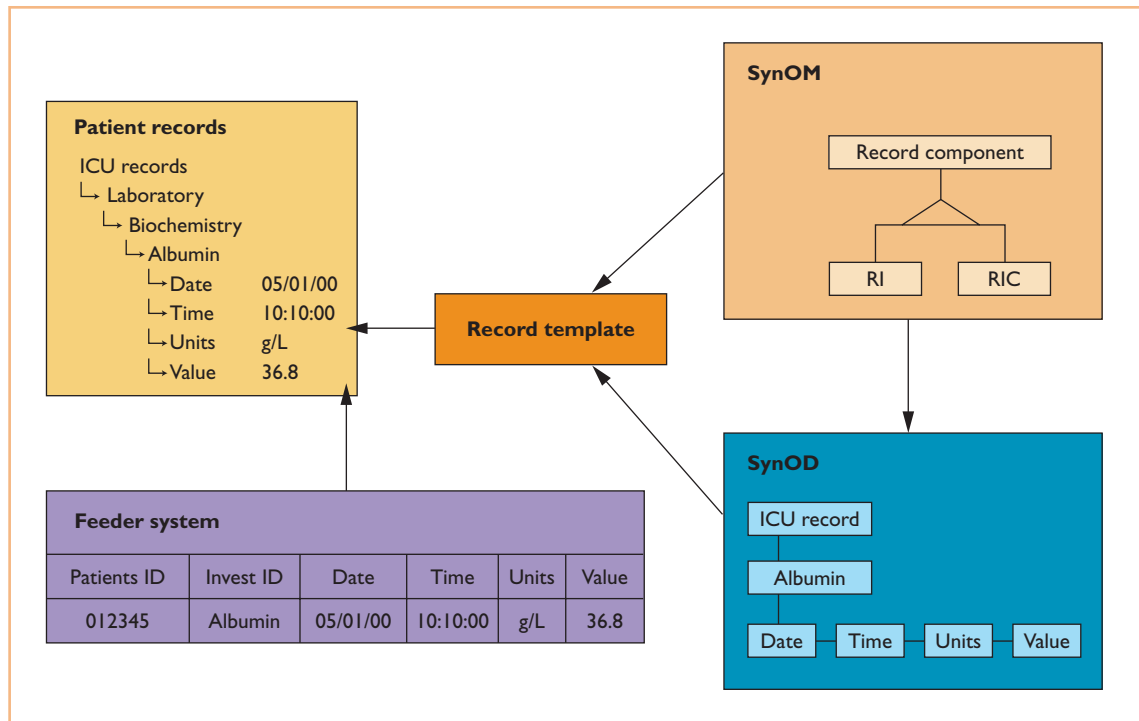 Patient records
ICU records
Laboratory
Biochemistry
Albumin
Date 05/01/00
Time 10:10:00
Units g/L
Value 36.8
Record template
SynOM
Record component
RI RIC
SynOD
ICU record
Albumin
Date Time Units Value
Feeder system
Patients ID Invest ID Date Time Units Value
012345 Albumin 05/01/00 10:10:00 g/L 36.8